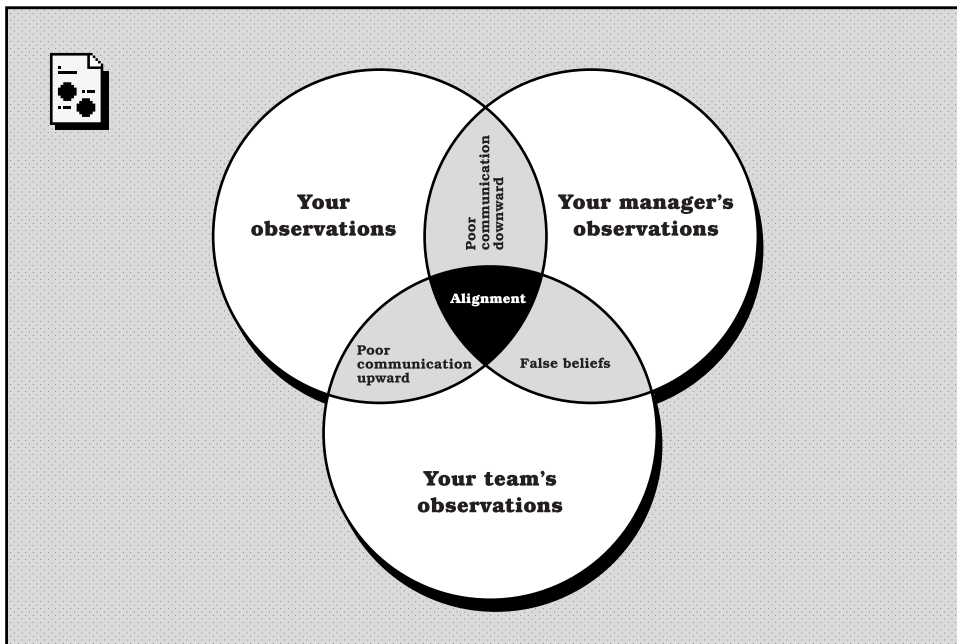 Your
observations
Your manager’s
observations
Poor
communication
downward
Alignment
Poor
communication
upward
False beliefs
Your team’s
observations